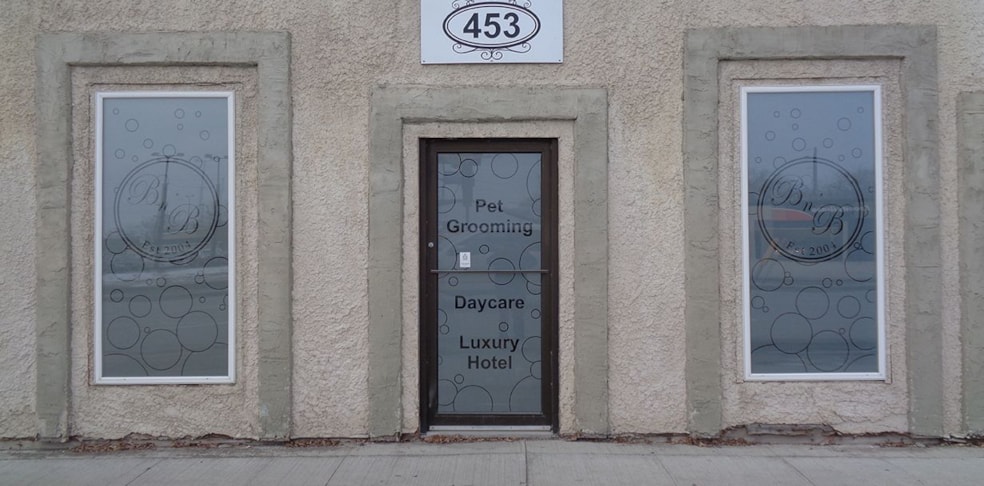 453
BnB
Est 2004
Pet
Grooming
Daycare
Luxury
Hotel
BnB
Est 2004